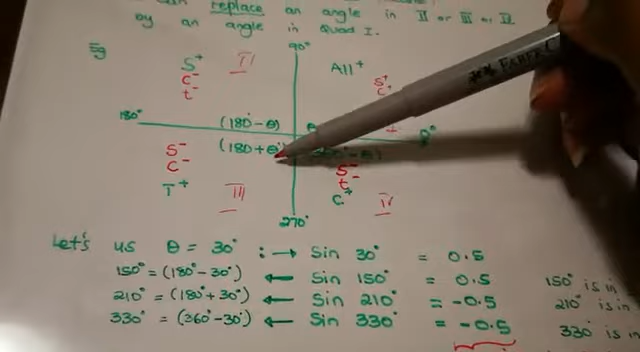 replace an angle in II or III or IV
by an angle in Quad I.
Eg 90°
S⁺ II All⁺
C⁻ S⁺
t⁻ C⁺
180° (180°-θ) θ
(180+θ°)
S⁻ S⁻
C⁻ t⁻
T⁺ III C⁺ IV
270°
Let's us θ = 30° : → Sin 30° = 0.5
150° = (180°-30°) ← Sin 150° = 0.5 150° is in
210° = (180°+30°) ← Sin 210° = -0.5 210° is in
330° = (360°-30°) ← Sin 330° = -0.5 330° is in